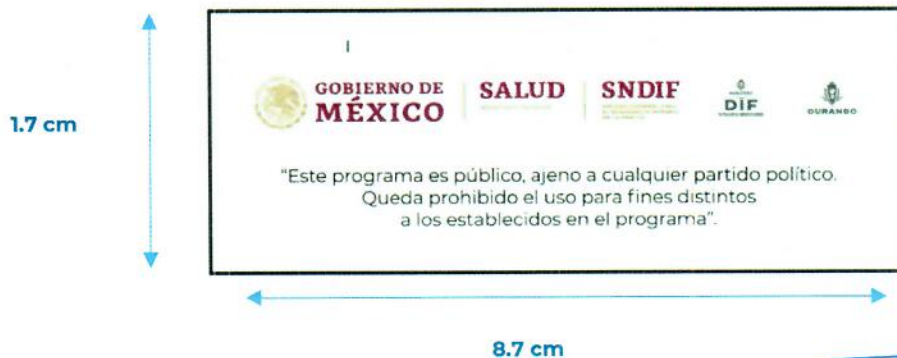 1.7 cm
GOBIERNO DE
MÉXICO
SALUD
SNDIF
DIF
DURANGO
"Este programa es público, ajeno a cualquier partido político.
Queda prohibido el uso para fines distintos
a los establecidos en el programa".
8.7 cm